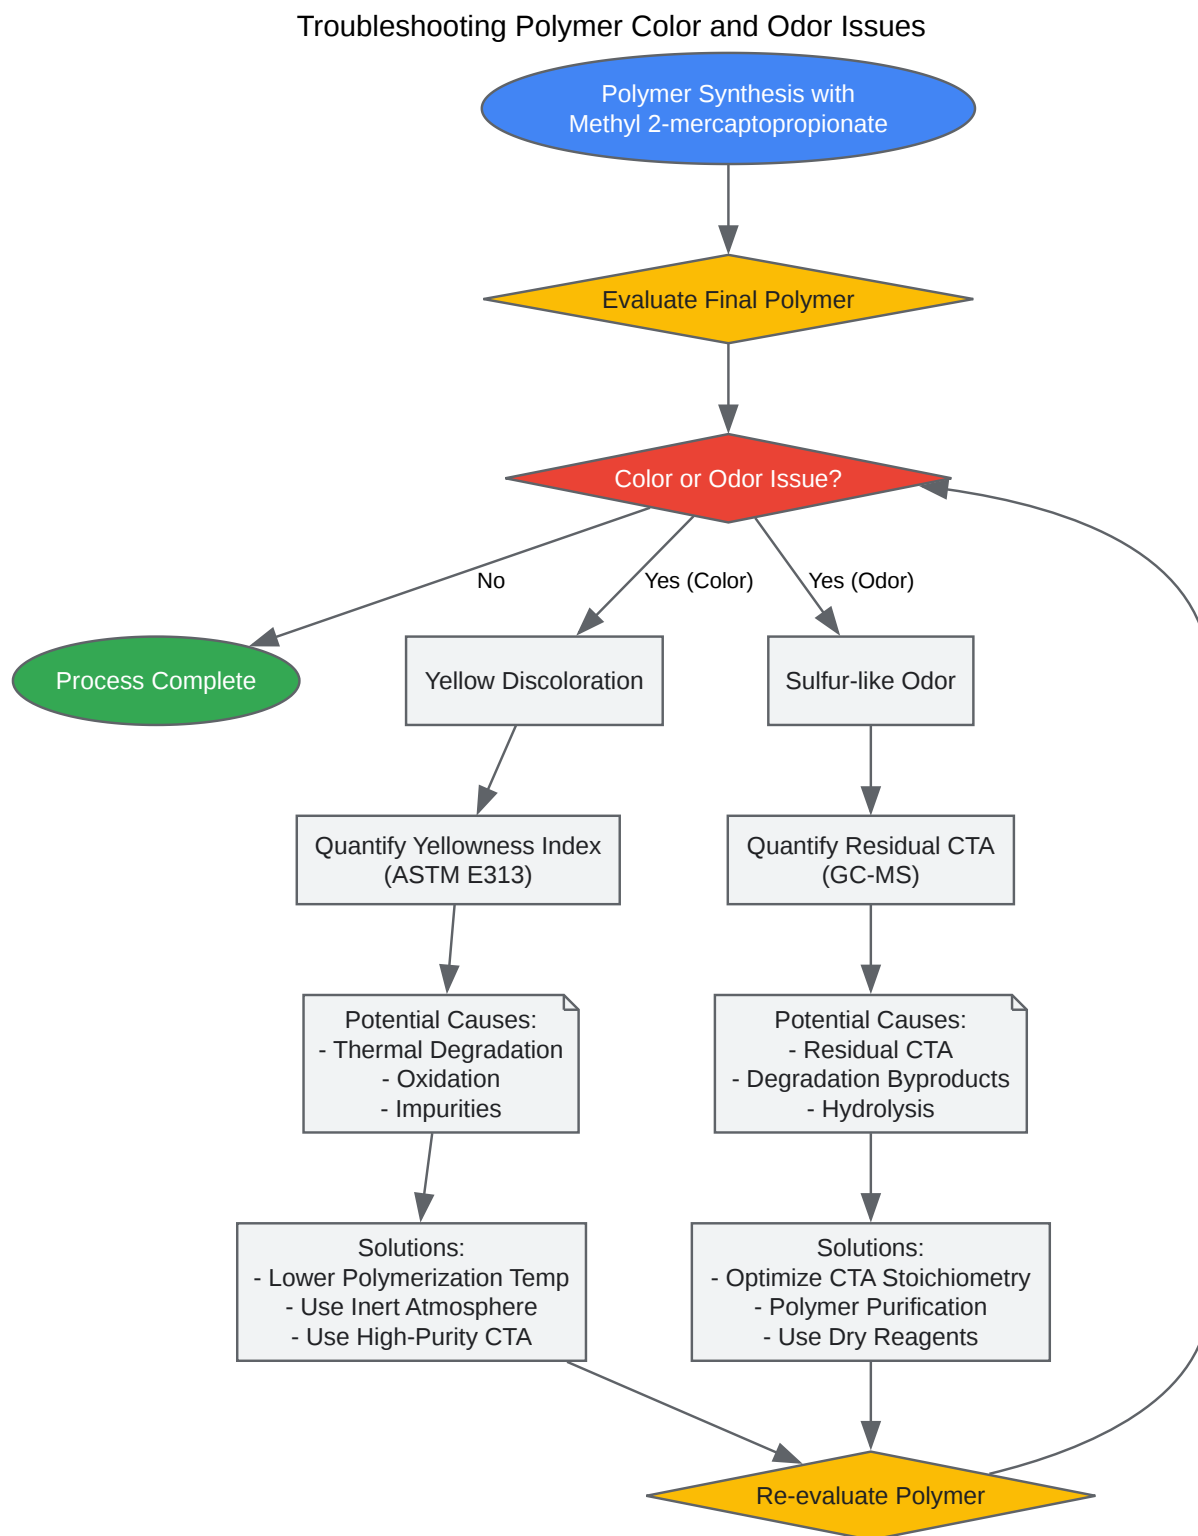 Troubleshooting Polymer Color and Odor Issues
Polymer Synthesis with
Methyl 2-mercaptopropionate
Evaluate Final Polymer
Color or Odor Issue?
No
Yes (Color)
Yes (Odor)
Process Complete
Yellow Discoloration
Sulfur-like Odor
Quantify Yellowness Index
(ASTM E313)
Quantify Residual CTA
(GC-MS)
Potential Causes:
- Thermal Degradation
- Oxidation
- Impurities
Potential Causes:
- Residual CTA
- Degradation Byproducts
- Hydrolysis
Solutions:
- Lower Polymerization Temp
- Use Inert Atmosphere
- Use High-Purity CTA
Solutions:
- Optimize CTA Stoichiometry
- Polymer Purification
- Use Dry Reagents
Re-evaluate Polymer